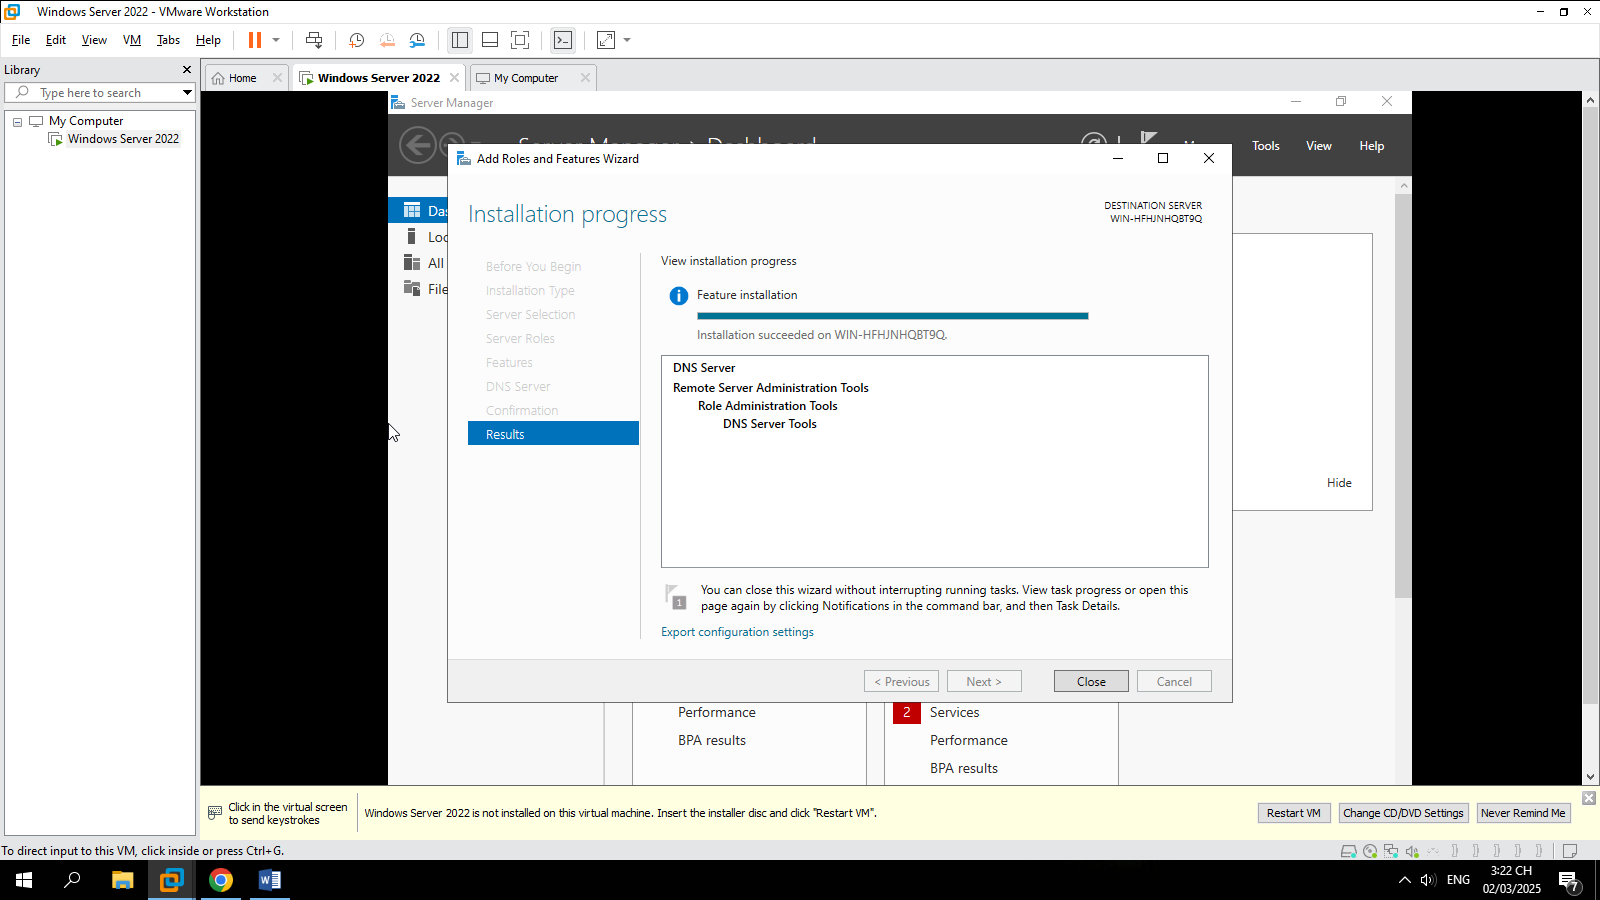 Windows Server 2022 - VMware Workstation
File Edit View VM Tabs Help
Library
Type here to search
My Computer
Windows Server 2022
Home
Windows Server 2022
My Computer
Server Manager
Tools View Help
Add Roles and Features Wizard
Installation progress
DESTINATION SERVER
WIN-HFHJNHQBT9Q
Before You Begin
Installation Type
Server Selection
Server Roles
Features
DNS Server
Confirmation
Results
View installation progress
Feature installation
Installation succeeded on WIN-HFHJNHQBT9Q.
DNS Server
Remote Server Administration Tools
Role Administration Tools
DNS Server Tools
1
You can close this wizard without interrupting running tasks. View task progress or open this
page again by clicking Notifications in the command bar, and then Task Details.
Export configuration settings
< Previous Next > Close Cancel
Hide
All
Performance
BPA results
2 Services
Performance
BPA results
Click in the virtual screen
to send keystrokes
Windows Server 2022 is not installed on this virtual machine. Insert the installer disc and click "Restart VM".
Restart VM Change CD/DVD Settings Never Remind Me
To direct input to this VM, click inside or press Ctrl+G.
ENG
3:22 CH
02/03/2025
7